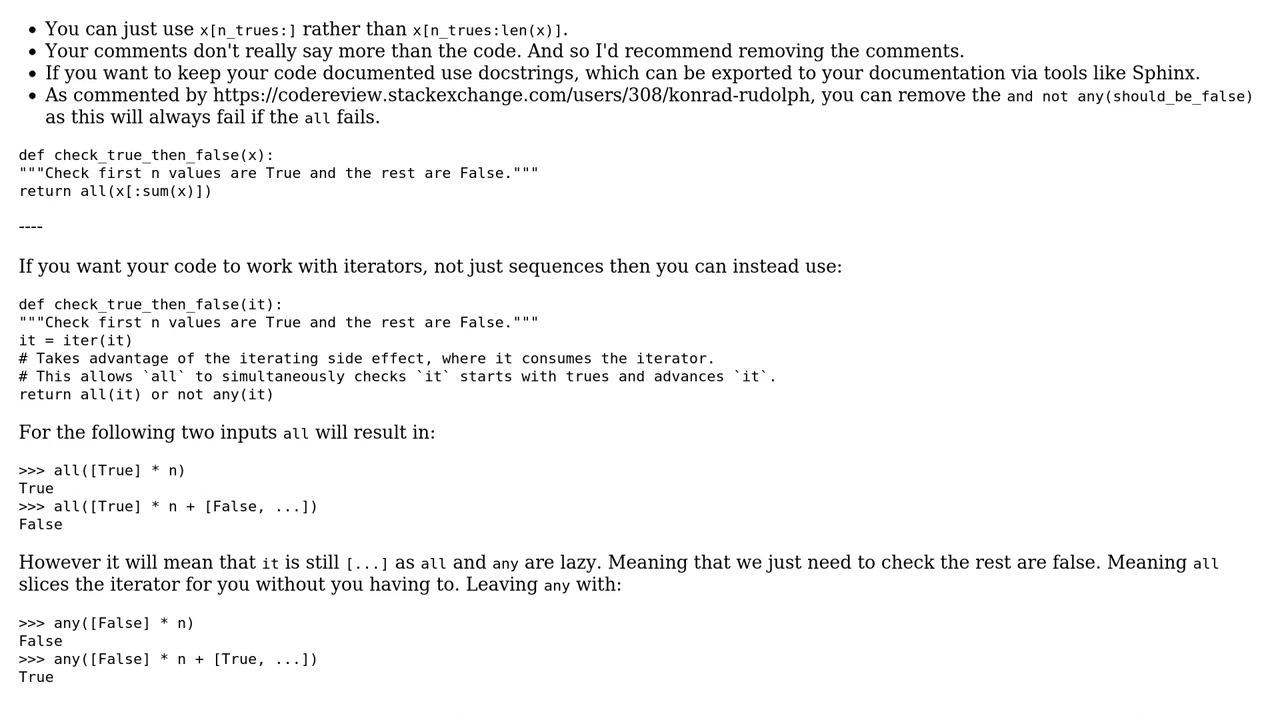 • You can just use x[n_trues:] rather than x[n_trues:len(x)].
• Your comments don't really say more than the code. And so I'd recommend removing the comments.
• If you want to keep your code documented use docstrings, which can be exported to your documentation via tools like Sphinx.
• As commented by https://codereview.stackexchange.com/users/308/konrad-rudolph, you can remove the and not any(should_be_false)
as this will always fail if the all fails.
def check_true_then_false(x):
"""Check first n values are True and the rest are False."""
return all(x[:sum(x)])
----
If you want your code to work with iterators, not just sequences then you can instead use:
def check_true_then_false(it):
"""Check first n values are True and the rest are False."""
it = iter(it)
# Takes advantage of the iterating side effect, where it consumes the iterator.
# This allows `all` to simultaneously checks `it` starts with trues and advances `it`.
return all(it) or not any(it)
For the following two inputs all will result in:
>>> all([True] * n)
True
>>> all([True] * n + [False, ...])
False
However it will mean that it is still [...] as all and any are lazy. Meaning that we just need to check the rest are false. Meaning all
slices the iterator for you without you having to. Leaving any with:
>>> any([False] * n)
False
>>> any([False] * n + [True, ...])
True